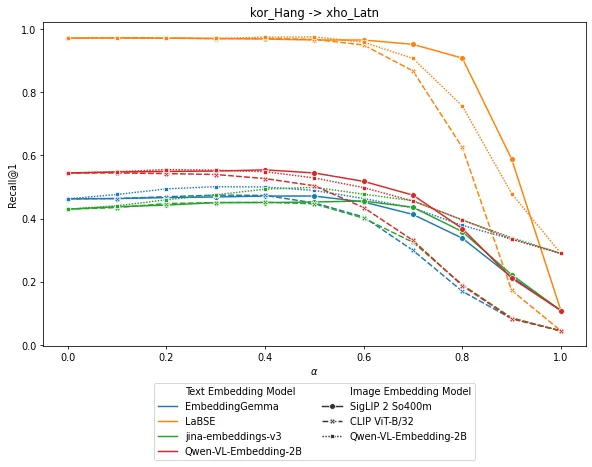 kor_Hang -> xho_Latn
1.0
0.8
0.6
0.4
0.2
0.0
Recall@1
0.0 0.2 0.4 0.6 0.8 1.0
α
Text Embedding Model
EmbeddingGemma
LaBSE
jina-embeddings-v3
Qwen-VL-Embedding-2B
Image Embedding Model
SigLIP 2 So400m
CLIP ViT-B/32
Qwen-VL-Embedding-2B